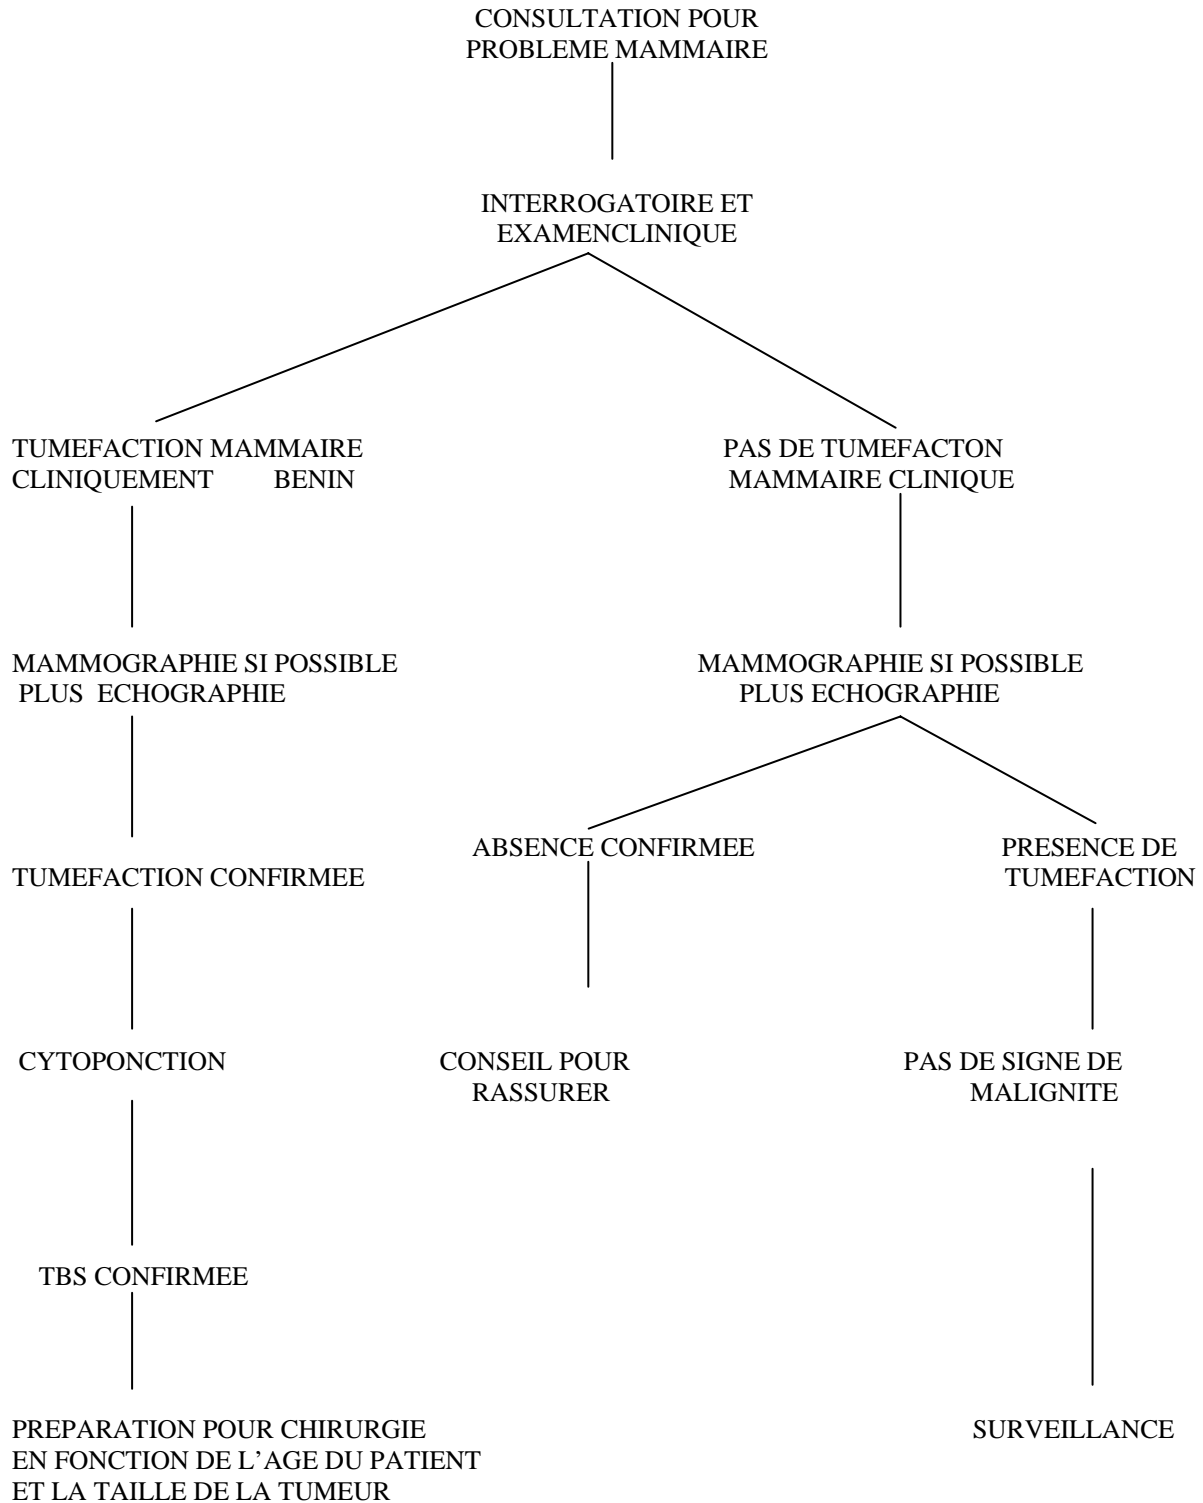 CONSULTATION POUR
PROBLEME MAMMAIRE
INTERROGATOIRE ET
EXAMENCLINIQUE
TUMEFACTION MAMMAIRE
CLINIQUEMENT BENIN
PAS DE TUMEFACTON
MAMMAIRE CLINIQUE
MAMMOGRAPHIE SI POSSIBLE
PLUS ECHOGRAPHIE
MAMMOGRAPHIE SI POSSIBLE
PLUS ECHOGRAPHIE
TUMEFACTION CONFIRMEE
ABSENCE CONFIRMEE
PRESENCE DE
TUMEFACTION
CYTOPONCTION
CONSEIL POUR
RASSURER
PAS DE SIGNE DE
MALIGNITE
TBS CONFIRMEE
PREPARATION POUR CHIRURGIE
EN FONCTION DE L'AGE DU PATIENT
ET LA TAILLE DE LA TUMEUR
SURVEILLANCE